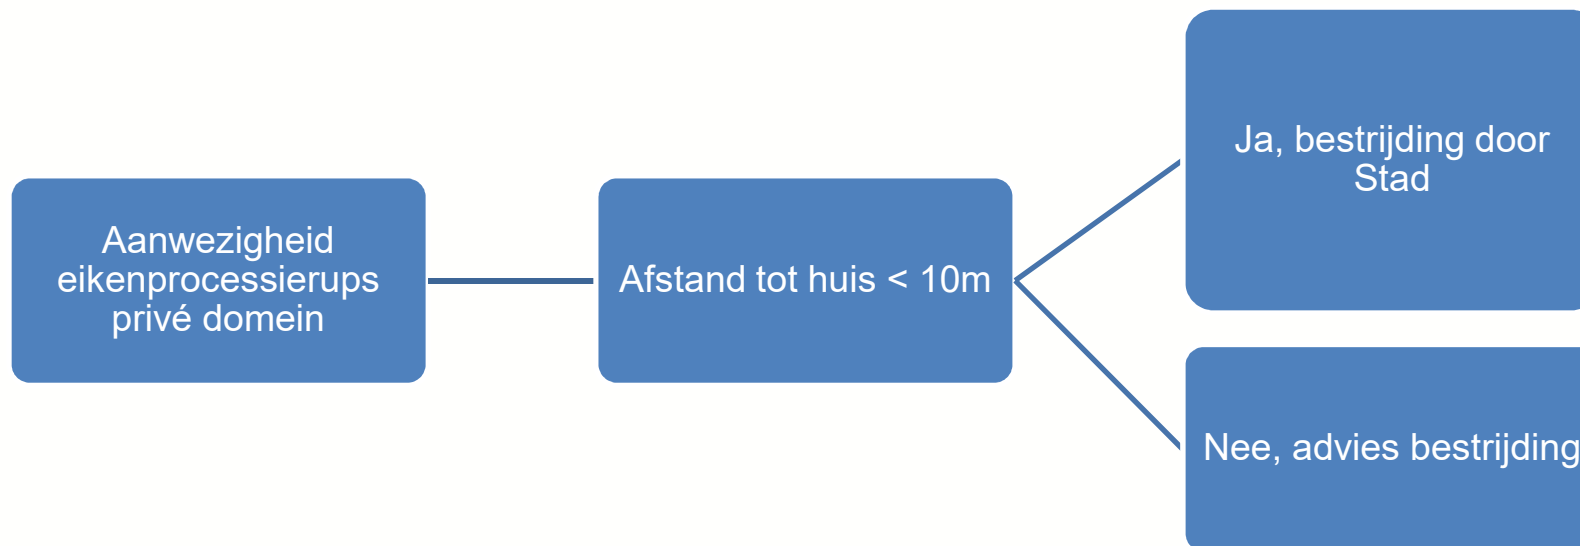 Aanwezigheid
eikenprocessierups
privé domein
Afstand tot huis < 10m
Ja, bestrijding door
Stad
Nee, advies bestrijding